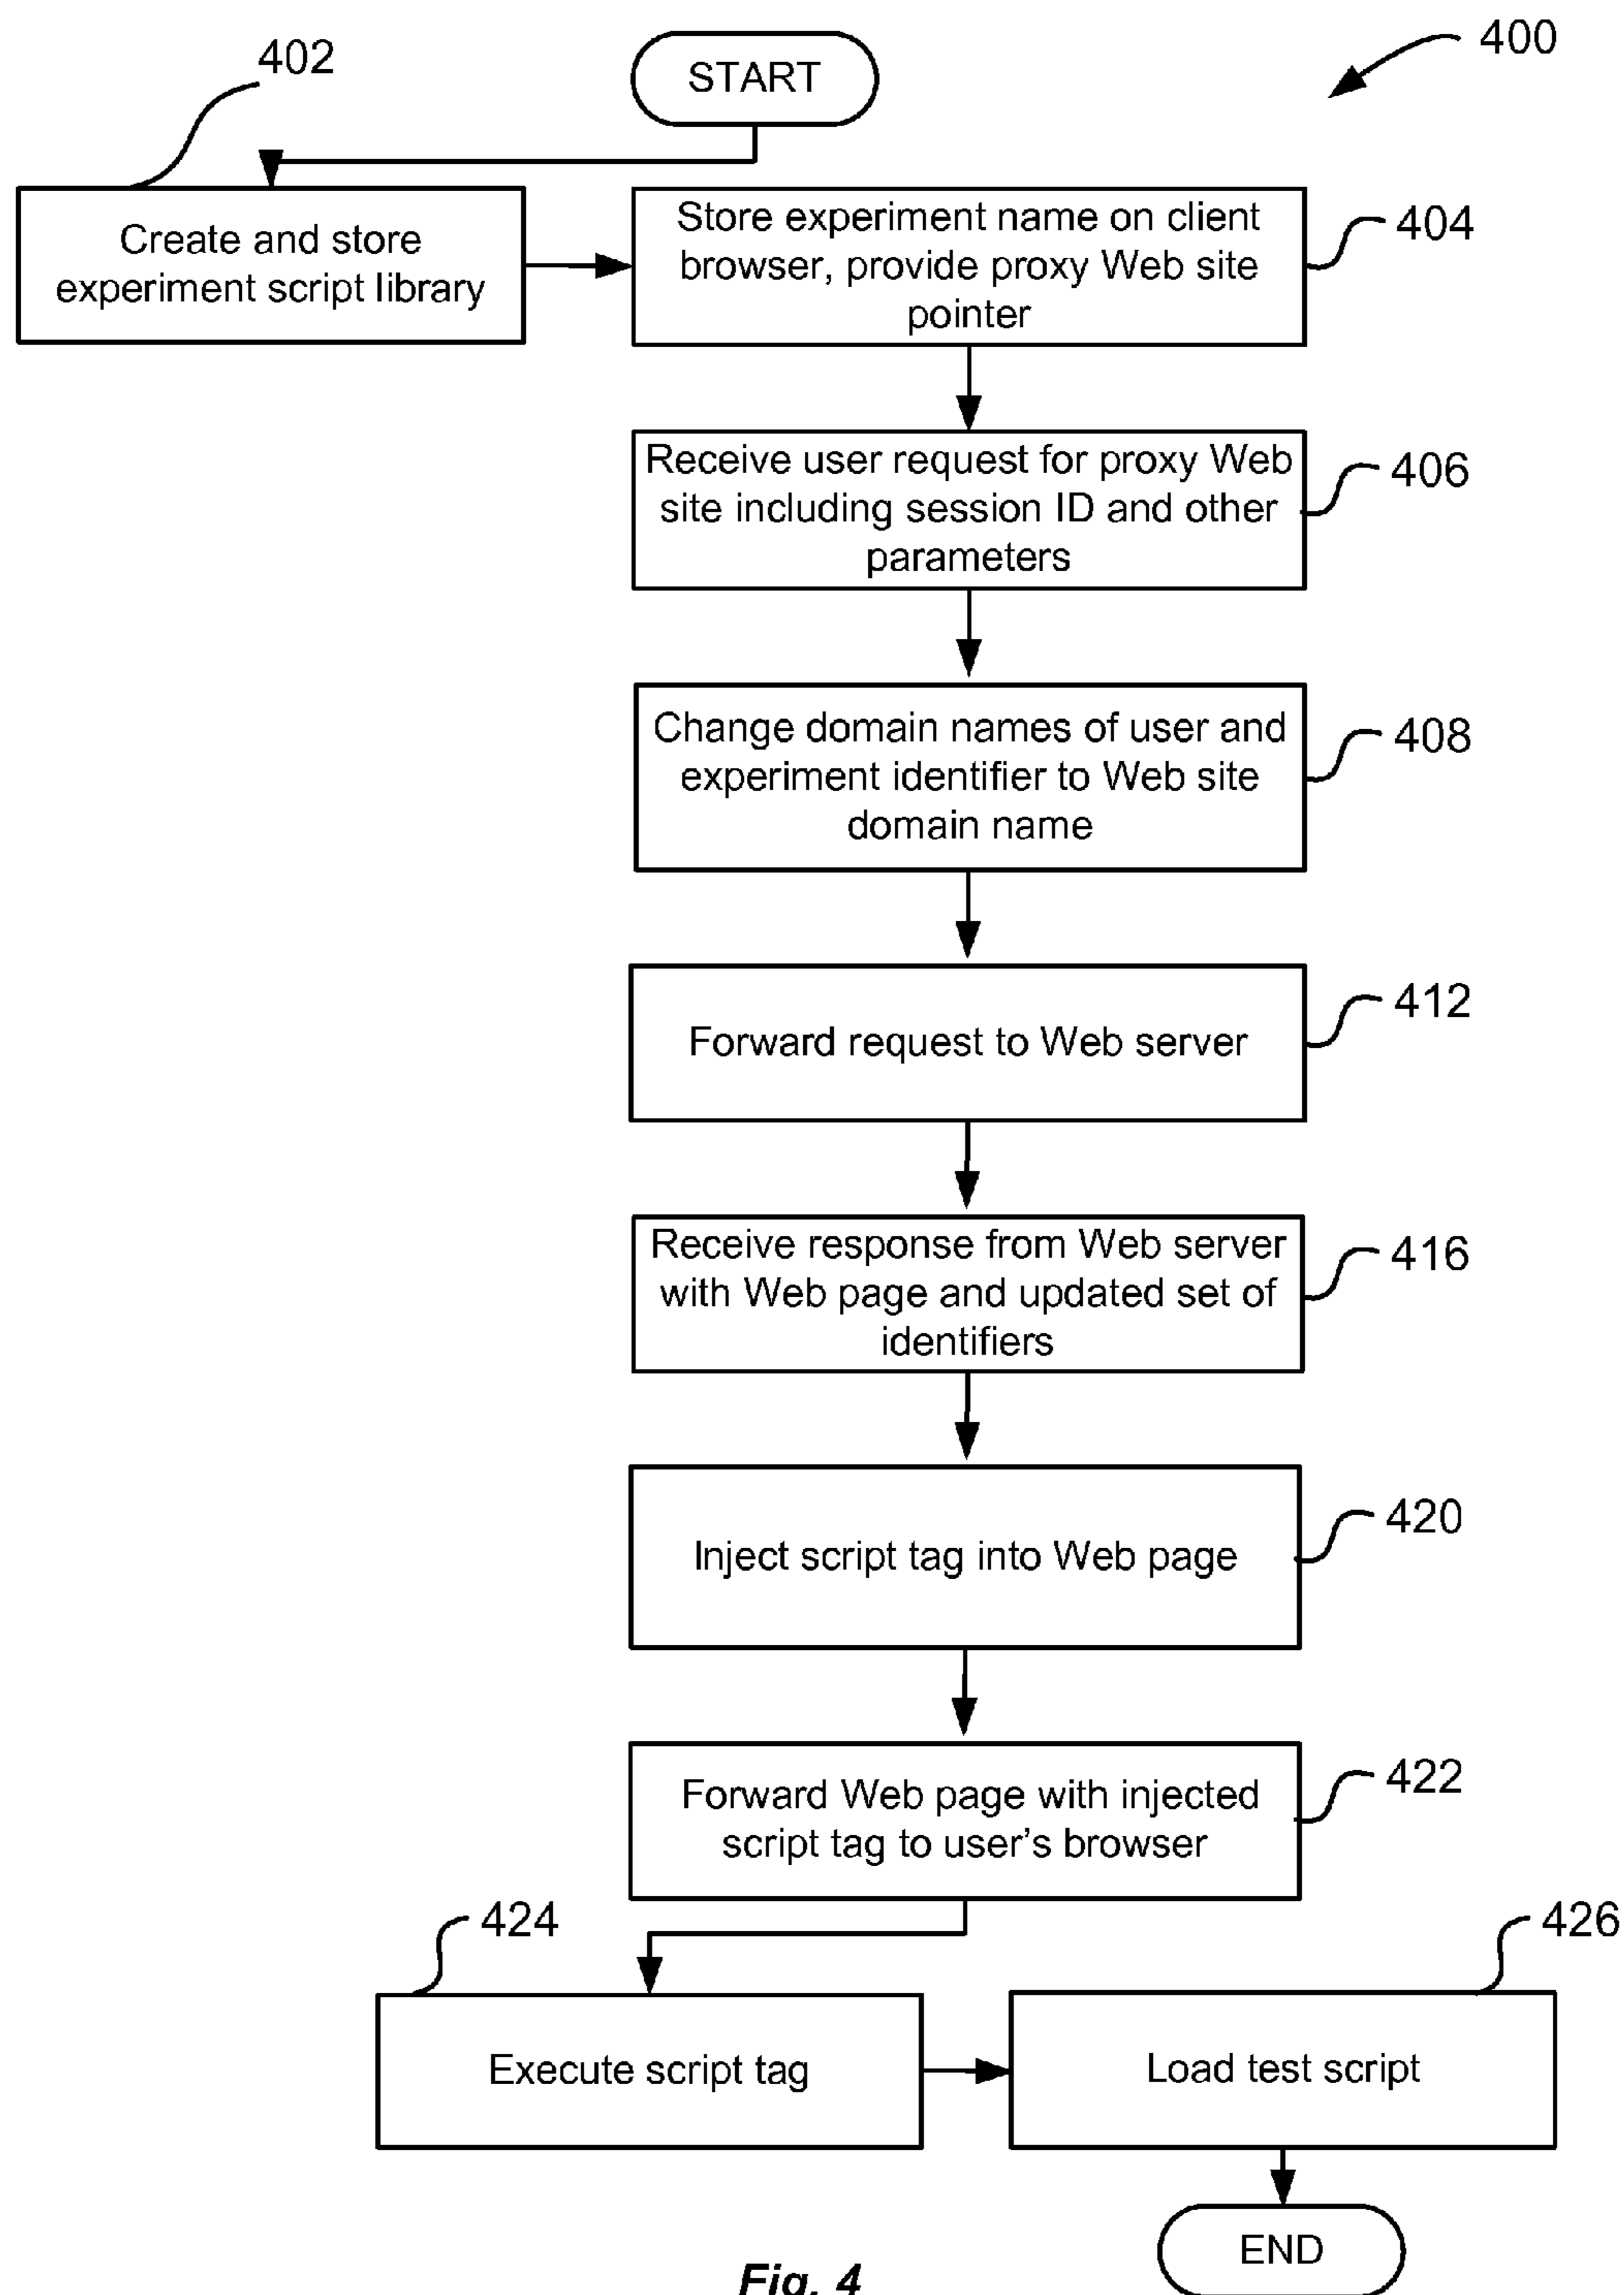 400
START
402
Create and store
experiment script library
Store experiment name on client
browser, provide proxy Web site
pointer
404
Receive user request for proxy Web
site including session ID and other
parameters
406
Change domain names of user and
experiment identifier to Web site
domain name
408
Forward request to Web server
412
Receive response from Web server
with Web page and updated set of
identifiers
416
Inject script tag into Web page
420
Forward Web page with injected
script tag to user's browser
422
424
Execute script tag
426
Load test script
END
Fig. 4